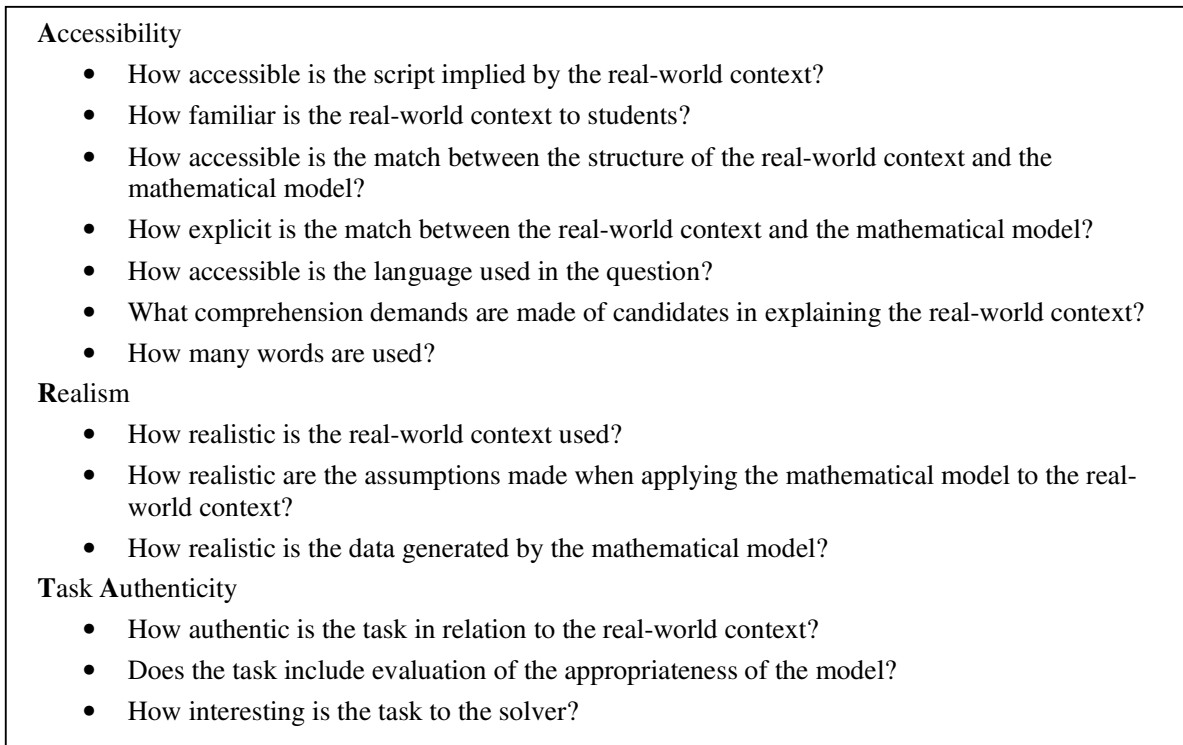 Accessibility
• How accessible is the script implied by the real-world context?
• How familiar is the real-world context to students?
• How accessible is the match between the structure of the real-world context and the
mathematical model?
• How explicit is the match between the real-world context and the mathematical model?
• How accessible is the language used in the question?
• What comprehension demands are made of candidates in explaining the real-world context?
• How many words are used?
Realism
• How realistic is the real-world context used?
• How realistic are the assumptions made when applying the mathematical model to the real-
world context?
• How realistic is the data generated by the mathematical model?
Task Authenticity
• How authentic is the task in relation to the real-world context?
• Does the task include evaluation of the appropriateness of the model?
• How interesting is the task to the solver?